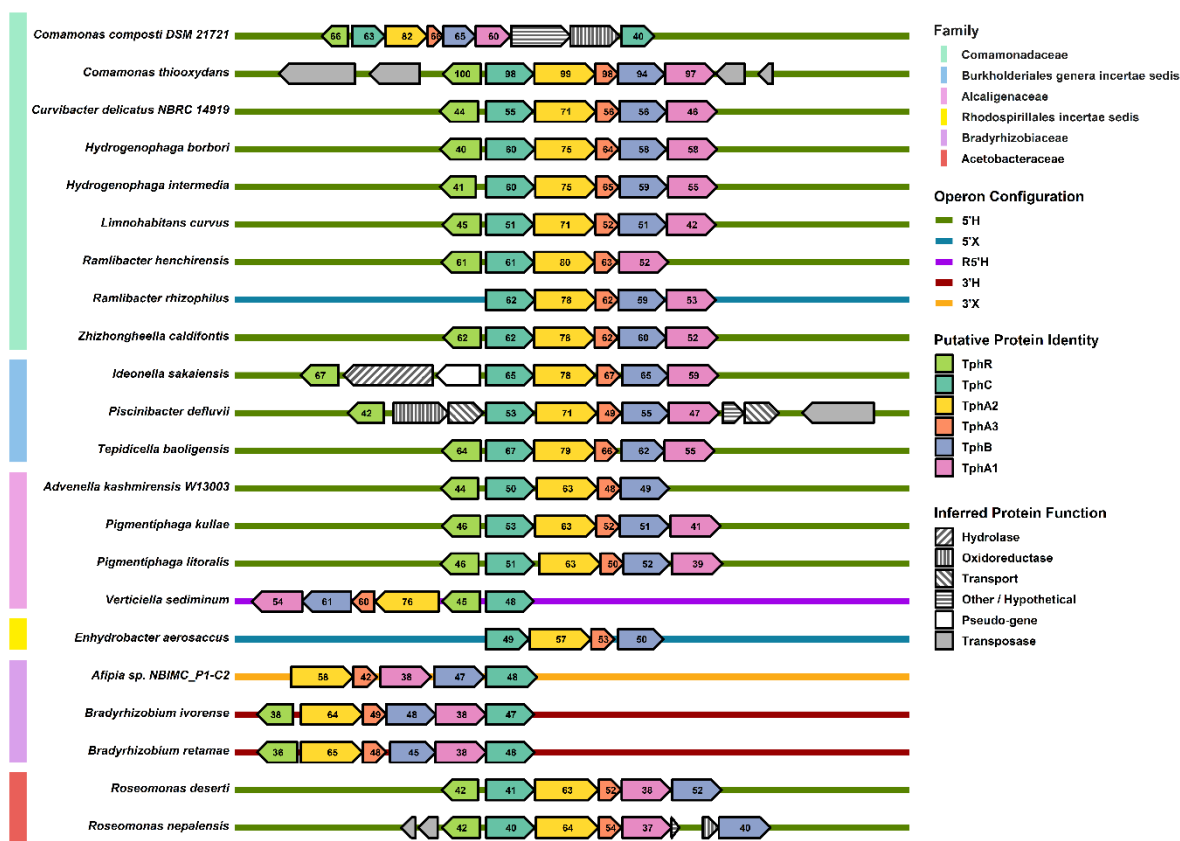 Comamonas composti DSM 21721 66 63 82 66 65 60 40
Comamonas thiooxydans 100 98 99 98 94 97
Curvibacter delicatus NBRC 14919 44 55 71 56 56 46
Hydrogenophaga borbori 40 60 75 64 58 58
Hydrogenophaga intermedia 41 60 75 65 59 55
Limnohabitans curvus 45 51 71 52 51 42
Ramlibacter henchirensis 61 61 80 63 52
Ramlibacter rhizophilus 62 78 62 59 53
Zhizhongheella caldifontis 62 62 76 62 60 52
Ideonella sakaiensis 67 65 78 67 65 59
Piscinibacter defluvii 42 53 71 49 55 47
Tepidicella baoligensis 64 67 79 66 62 55
Advenella kashmirensis W13003 44 50 63 48 49
Pigmentiphaga kullae 46 53 63 52 51 41
Pigmentiphaga litoralis 46 51 63 50 52 39
Verticiella sediminum 54 61 60 76 45 48
Enhydrobacter aerosaccus 49 57 53 50
Afipia sp. NBIMC_P1-C2 58 42 38 47 48
Bradyrhizobium ivorense 38 64 49 48 38 47
Bradyrhizobium retamae 36 65 48 45 38 46
Roseomonas deserti 42 41 63 52 38 52
Roseomonas nepalensis 42 40 64 54 37 40
Family
Comamonadaceae
Burkholderiales genera incertae sedis
Alcaligenaceae
Rhodospirillales incertae sedis
Bradyrhizobiaceae
Acetobacteraceae
Operon Configuration
5'H
5'X
R5'H
3'H
3'X
Putative Protein Identity
TphR
TphC
TphA2
TphA3
TphB
TphA1
Inferred Protein Function
Hydrolase
Oxidoreductase
Transport
Other / Hypothetical
Pseudo-gene
Transposase